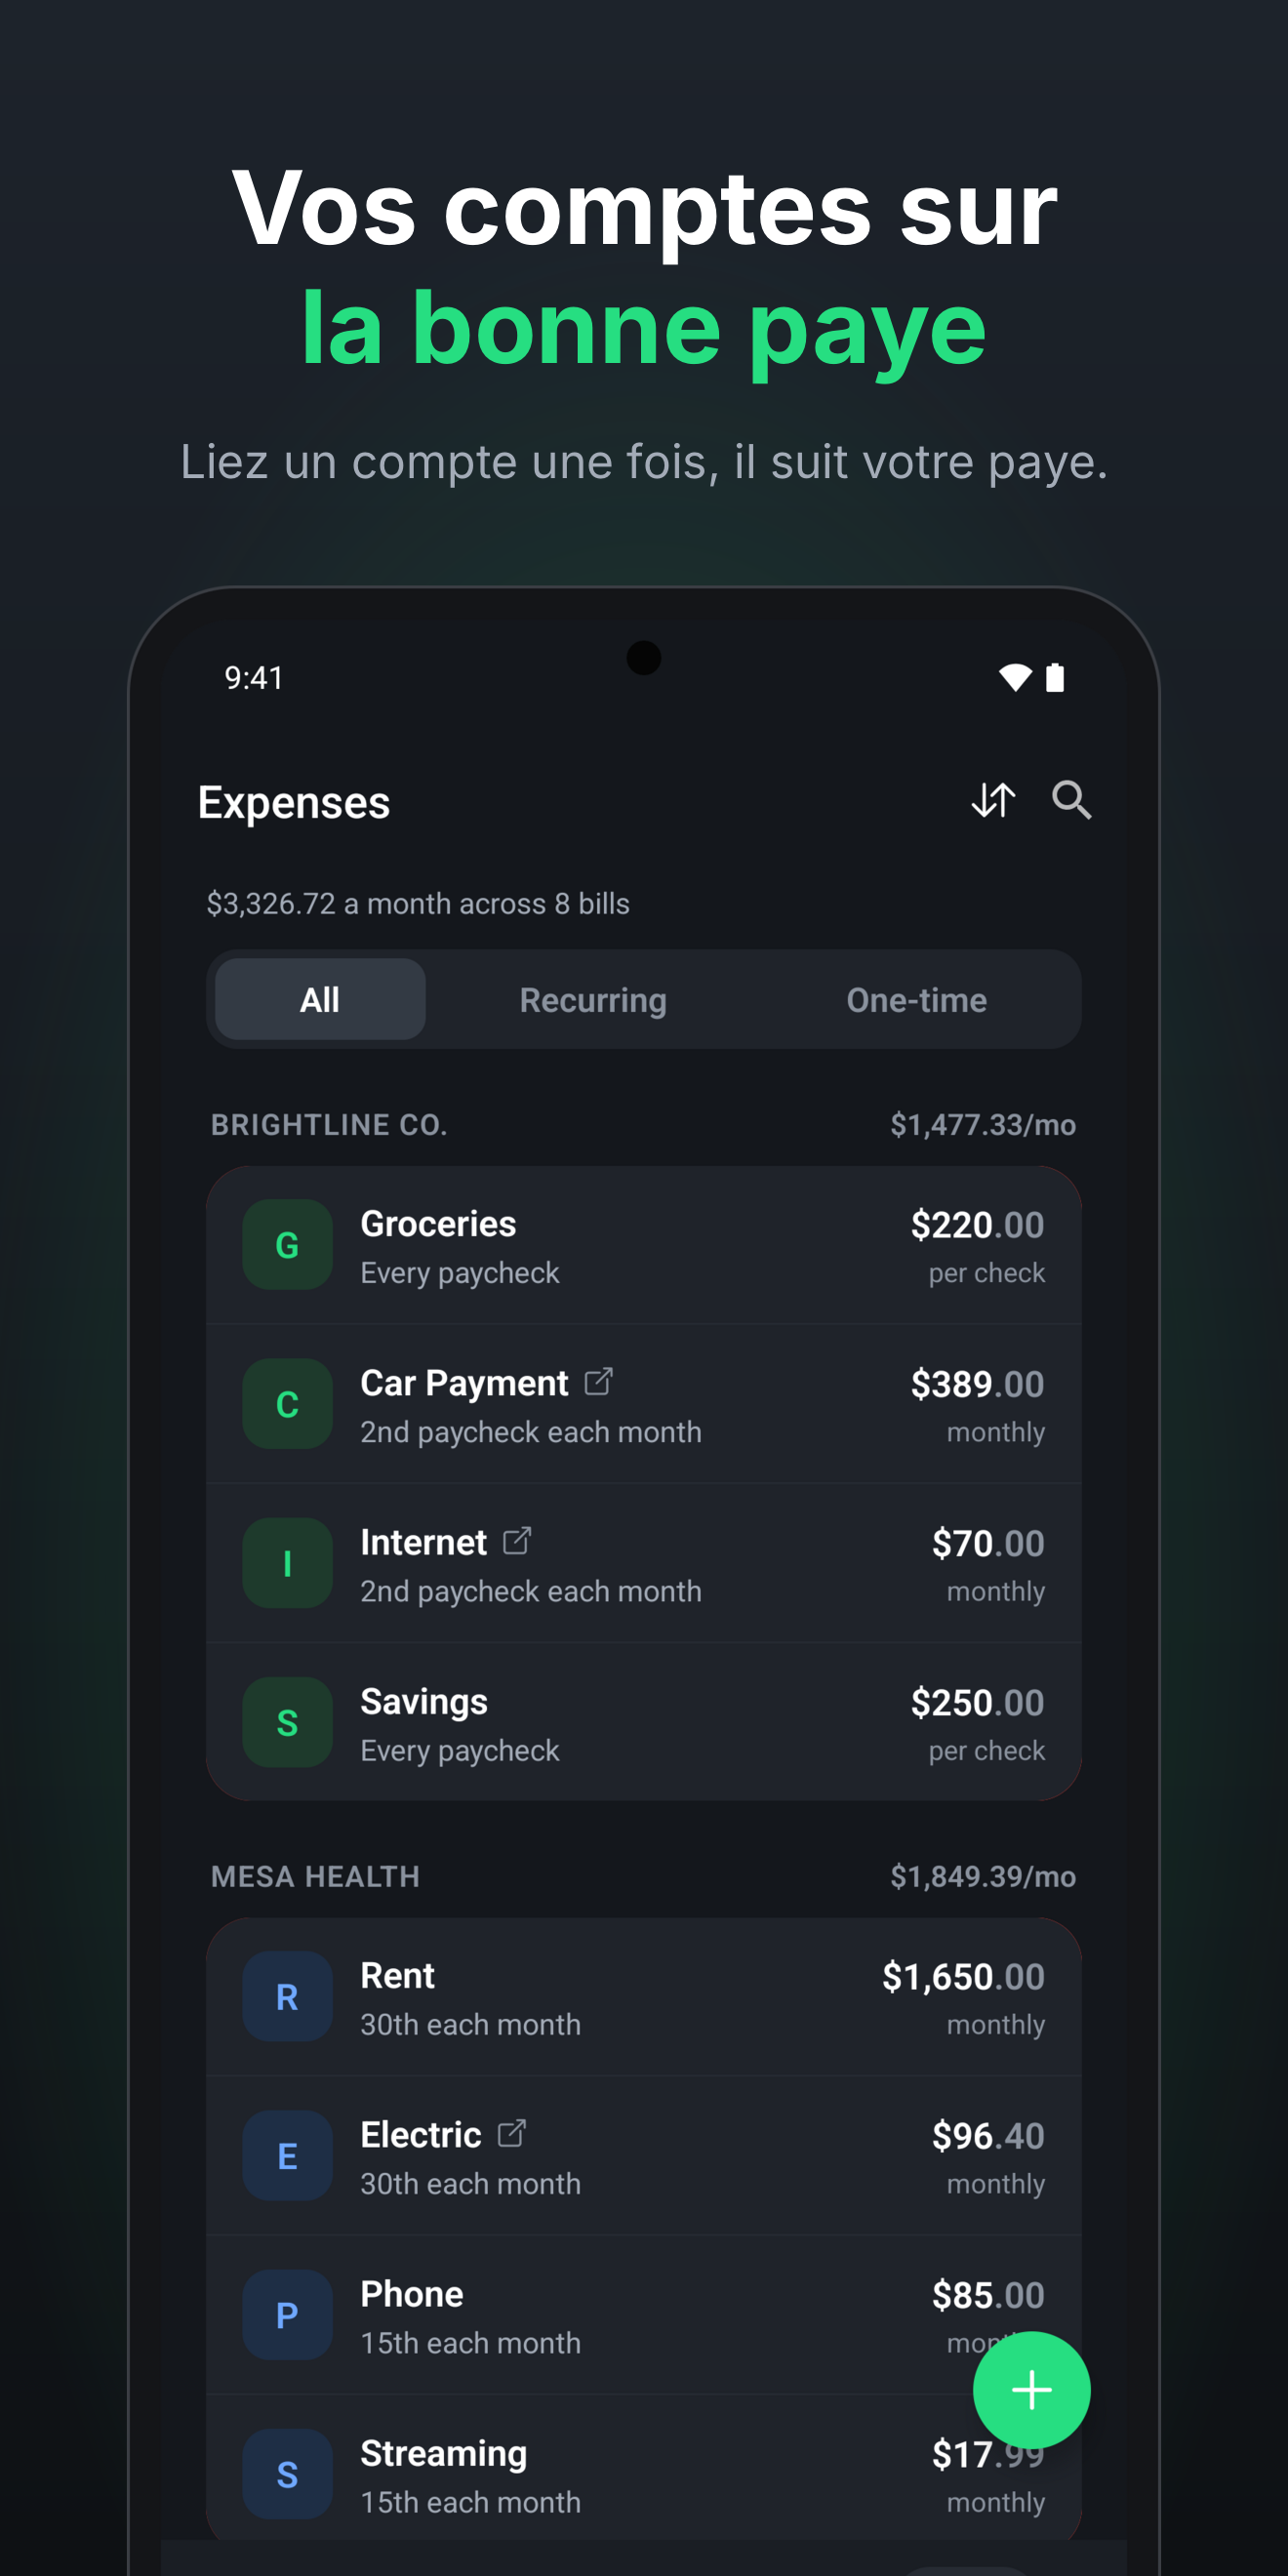 Vos comptes sur
la bonne paye
Liez un compte une fois, il suit votre paye.
9:41
Expenses
$3,326.72 a month across 8 bills
All Recurring One-time
BRIGHTLINE CO. $1,477.33/mo
G Groceries $220.00
Every paycheck per check
C Car Payment $389.00
2nd paycheck each month monthly
I Internet $70.00
2nd paycheck each month monthly
S Savings $250.00
Every paycheck per check
MESA HEALTH $1,849.39/mo
R Rent $1,650.00
30th each month monthly
E Electric $96.40
30th each month monthly
P Phone $85.00
15th each month
S Streaming $17.99
15th each month monthly